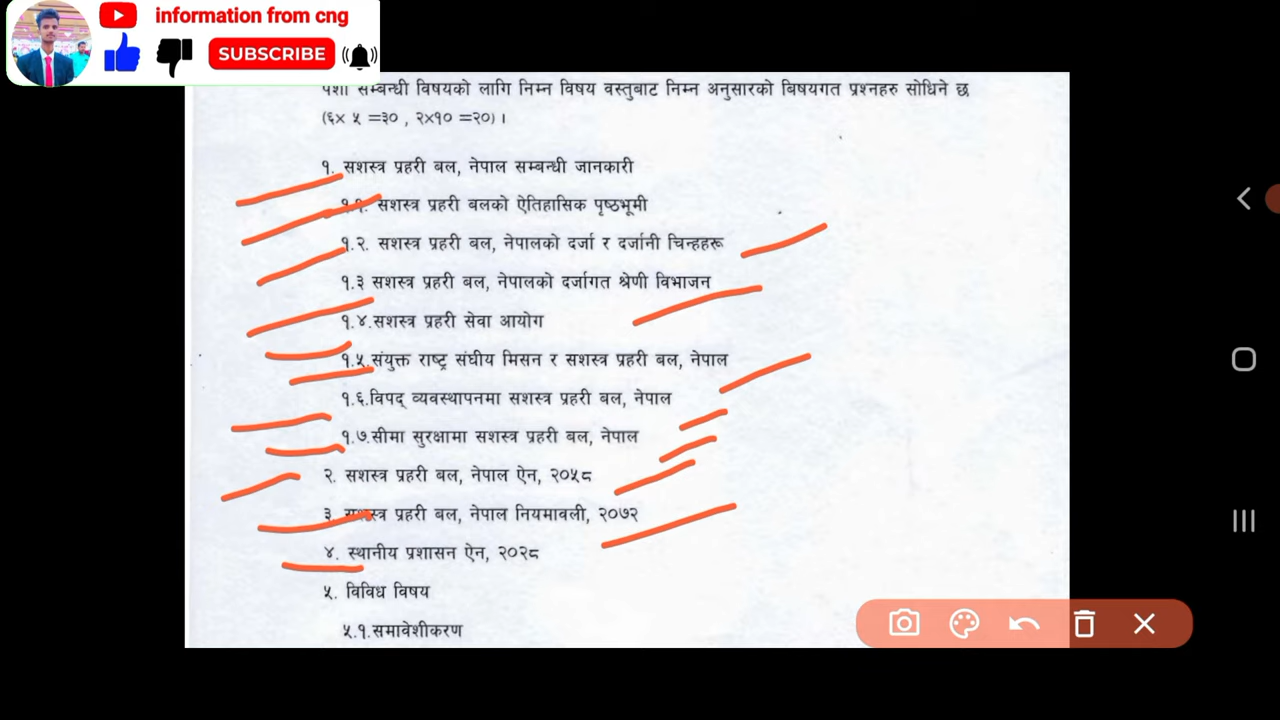 information from cng
SUBSCRIBE
पेशा सम्बन्धी विषयको लागि निम्न विषय वस्तुबाट निम्न अनुसारको बिषयगत प्रश्नहरु सोधिने छ
(६× ५ =३० , २×१० =२०) ।
१. सशस्त्र प्रहरी बल, नेपाल सम्बन्धी जानकारी
१.१. सशस्त्र प्रहरी बलको ऐतिहासिक पृष्ठभूमी
१.२. सशस्त्र प्रहरी बल, नेपालको दर्जा र दर्जानी चिन्हहरू
१.३ सशस्त्र प्रहरी बल, नेपालको दर्जागत श्रेणी विभाजन
१.४.सशस्त्र प्रहरी सेवा आयोग
१.५.संयुक्त राष्ट्र संघीय मिसन र सशस्त्र प्रहरी बल, नेपाल
१.६.विपद् व्यवस्थापनमा सशस्त्र प्रहरी बल, नेपाल
१.७.सीमा सुरक्षामा सशस्त्र प्रहरी बल, नेपाल
२. सशस्त्र प्रहरी बल, नेपाल ऐन, २०५८
३. सशस्त्र प्रहरी बल, नेपाल नियमावली, २०७२
४. स्थानीय प्रशासन ऐन, २०२८
५. विविध विषय
५.१.समावेशीकरण